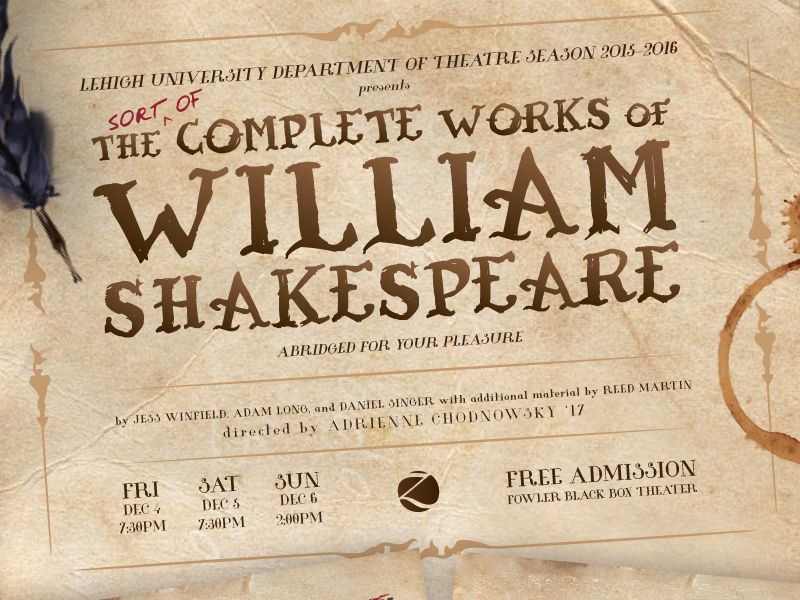 LEHIGH UNIVERSITY DEPARTMENT OF THEATRE SEASON 2015-2016
presents
SORT OF
^
THE COMPLETE WORKS OF
WILLIAM
SHAKESPEARE
ABRIDGED FOR YOUR PLEASURE
by JESS WINFIELD, ADAM LONG, and DANIEL SINGER with additional material by REED MARTIN
directed by ADRIENNE CHODNOWSKY '17
FRI SAT SUN
DEC 4 DEC 5 DEC 6
7:30PM 7:30PM 2:00PM
FREE ADMISSION
FOWLER BLACK BOX THEATER